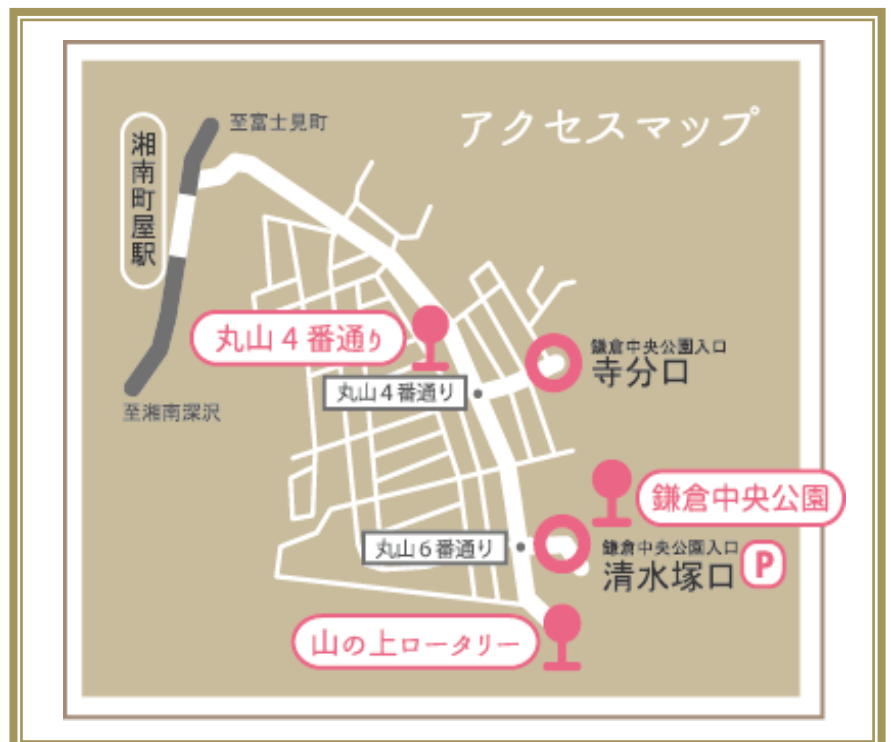 アクセスマップ
至富士見町
湘南町屋駅
至湘南深沢
丸山4番通り
丸山4番通り
鎌倉中央公園入口
寺分口
鎌倉中央公園
丸山6番通り
鎌倉中央公園入口
清水塚口
P
山の上ロータリー